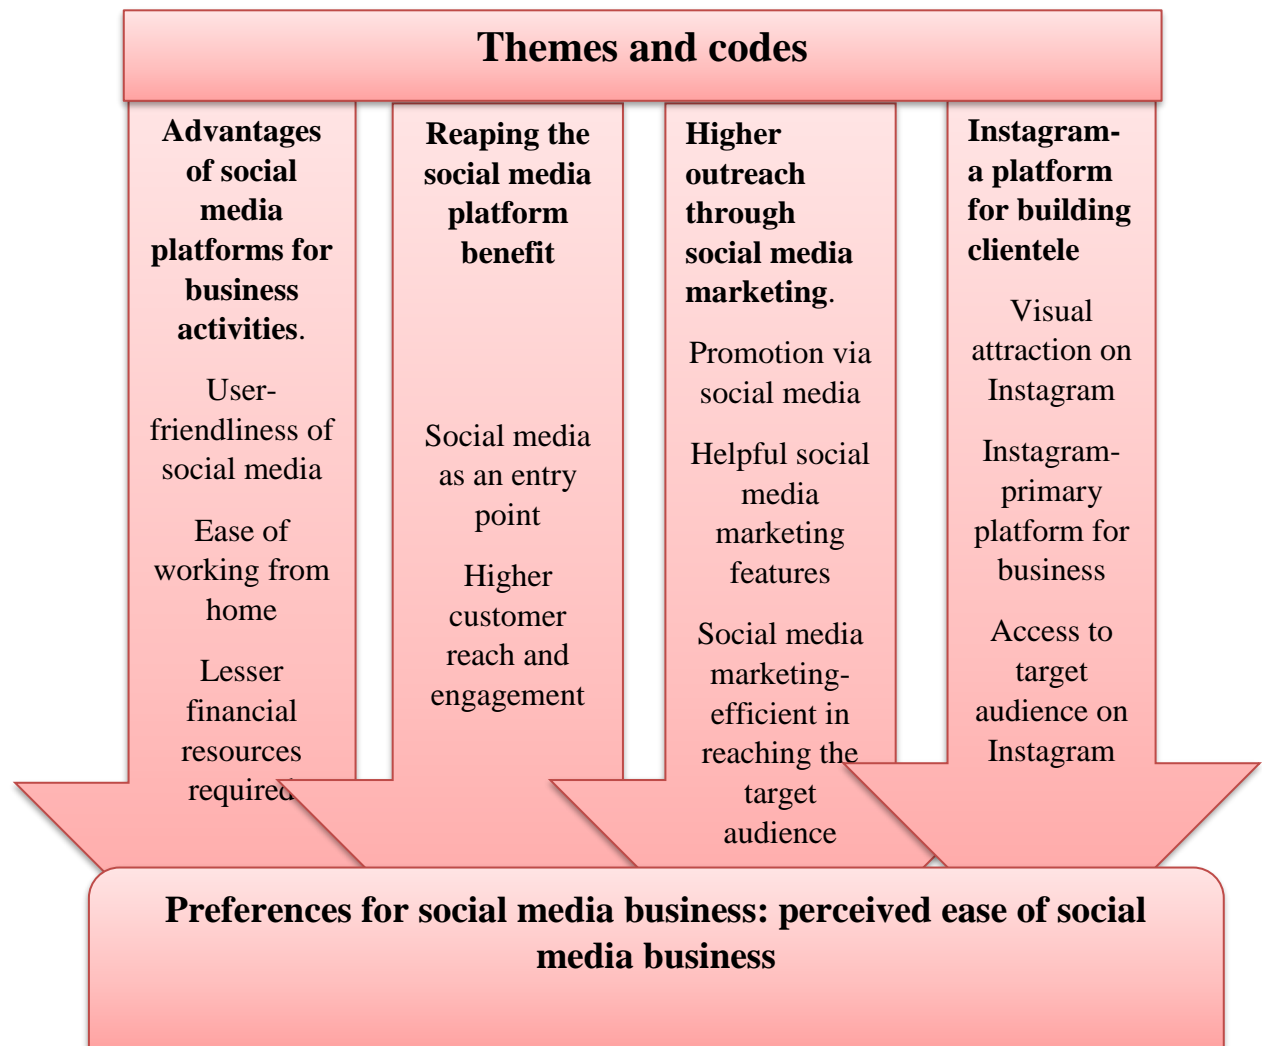 Themes and codes
Advantages
of social
media
platforms for
business
activities.
User-
friendliness of
social media
Ease of
working from
home
Lesser
financial
resources
required
Reaping the
social media
platform
benefit
Social media
as an entry
point
Higher
customer
reach and
engagement
Higher
outreach
through
social media
marketing.
Promotion via
social media
Helpful social
media
marketing
features
Social media
marketing-
efficient in
reaching the
target
audience
Instagram-
a platform
for building
clientele
Visual
attraction on
Instagram
Instagram-
primary
platform for
business
Access to
target
audience on
Instagram
Preferences for social media business: perceived ease of social
media business